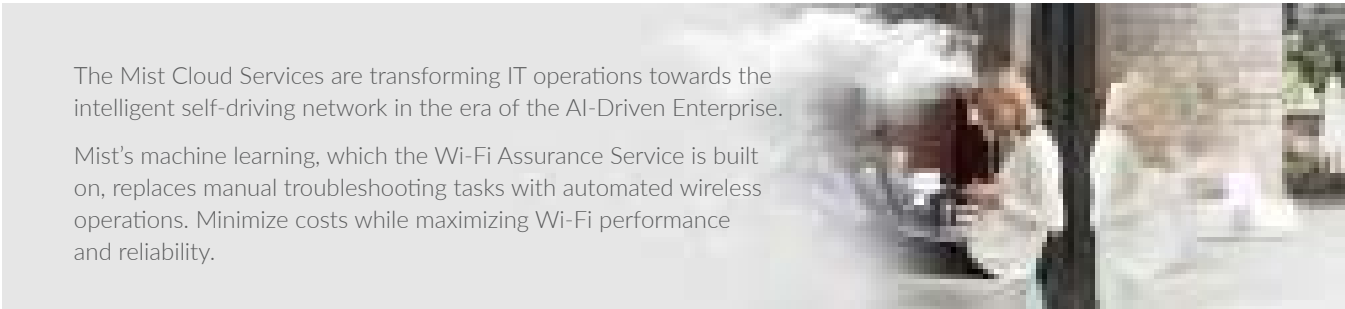 The Mist Cloud Services are transforming IT operations towards the
intelligent self-driving network in the era of the AI-Driven Enterprise.
Mist’s machine learning, which the Wi-Fi Assurance Service is built
on, replaces manual troubleshooting tasks with automated wireless
operations. Minimize costs while maximizing Wi-Fi performance
and reliability.